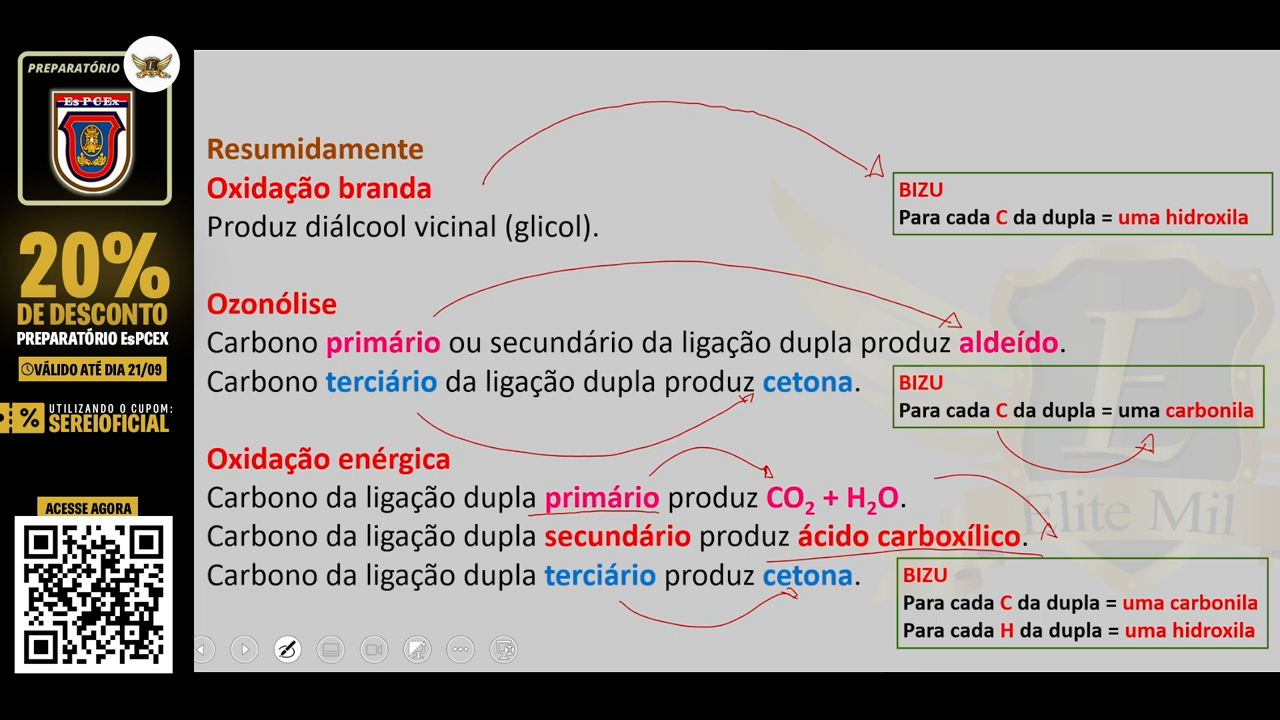 PREPARATÓRIO
EsPCEx
20%
DE DESCONTO
PREPARATÓRIO EsPCEX
VÁLIDO ATÉ DIA 21/09
% UTILIZANDO O CUPOM:
SEREIOFICIAL
ACESSE AGORA
Resumidamente
Oxidação branda
Produz diálcool vicinal (glicol).
BIZU
Para cada C da dupla = uma hidroxila
Ozonólise
Carbono primário ou secundário da ligação dupla produz aldeído.
Carbono terciário da ligação dupla produz cetona.
BIZU
Para cada C da dupla = uma carbonila
Oxidação enérgica
Carbono da ligação dupla primário produz CO₂ + H₂O.
Carbono da ligação dupla secundário produz ácido carboxílico.
Carbono da ligação dupla terciário produz cetona.
BIZU
Para cada C da dupla = uma carbonila
Para cada H da dupla = uma hidroxila
E
Elite Mil